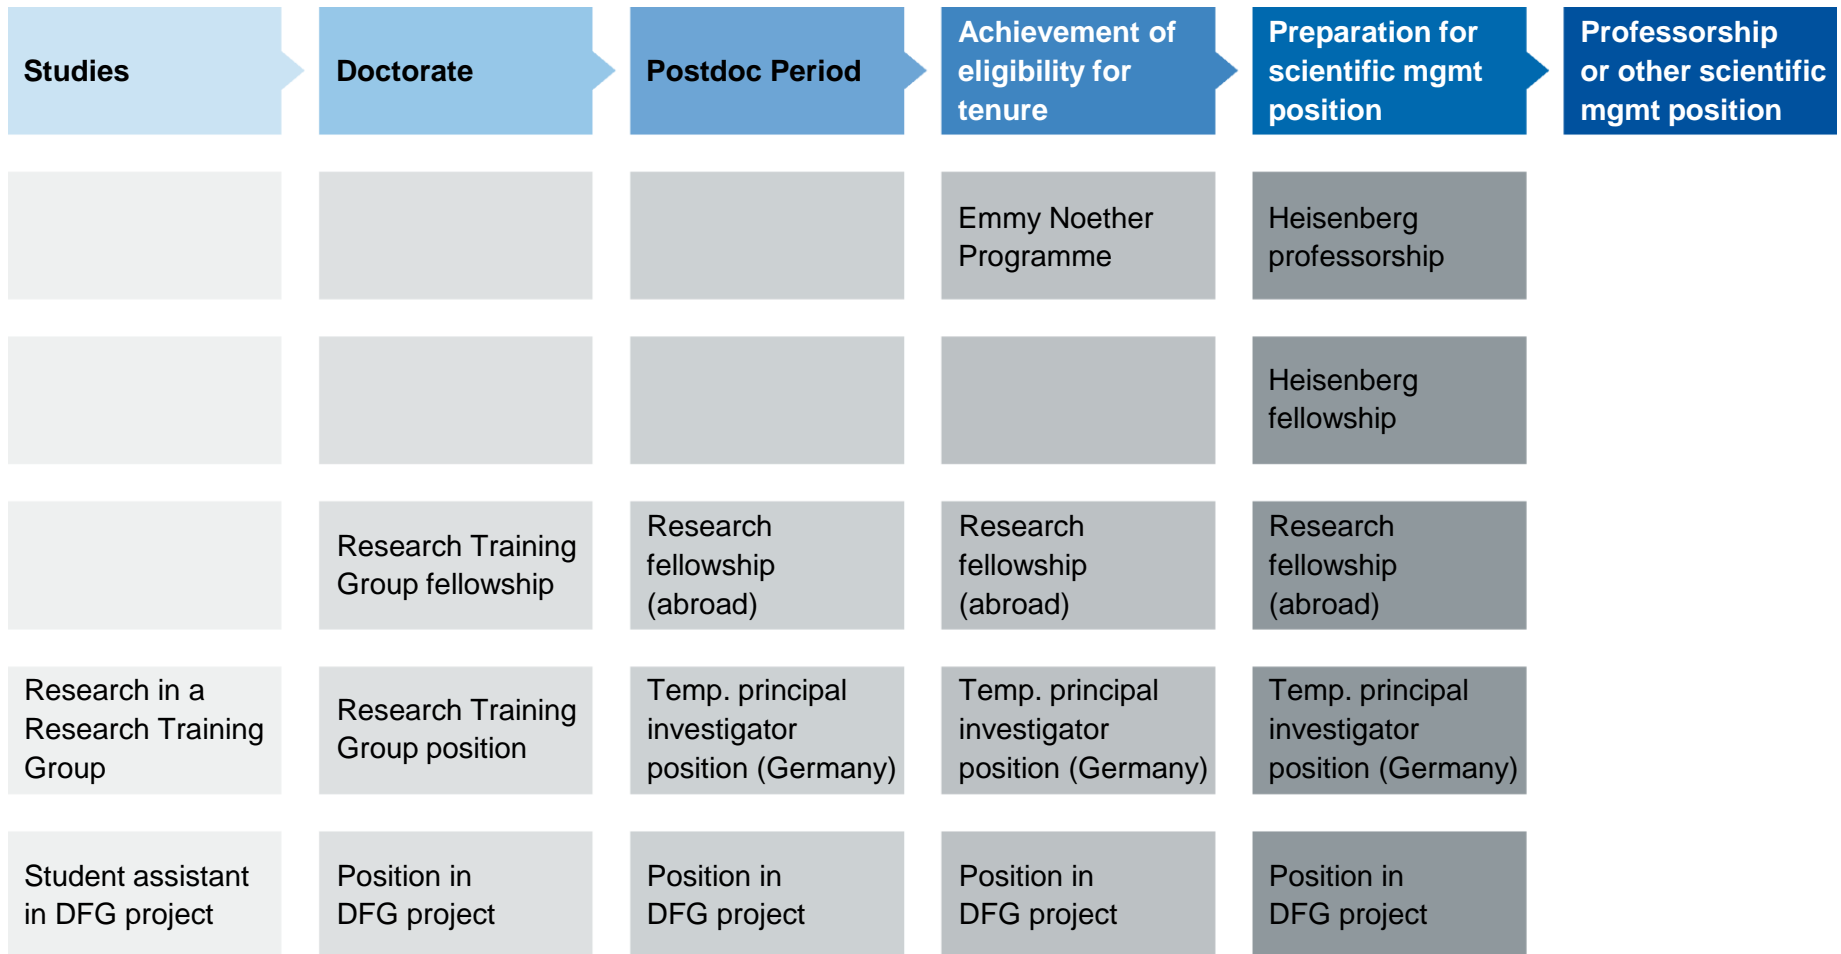 Studies
Doctorate
Postdoc Period
Achievement of
eligibility for
tenure
Preparation for
scientific mgmt
position
Professorship
or other scientific
mgmt position
Emmy Noether
Programme
Heisenberg
professorship
Heisenberg
fellowship
Research Training
Group fellowship
Research
fellowship
(abroad)
Research
fellowship
(abroad)
Research
fellowship
(abroad)
Research in a
Research Training
Group
Research Training
Group position
Temp. principal
investigator
position (Germany)
Temp. principal
investigator
position (Germany)
Temp. principal
investigator
position (Germany)
Student assistant
in DFG project
Position in
DFG project
Position in
DFG project
Position in
DFG project
Position in
DFG project